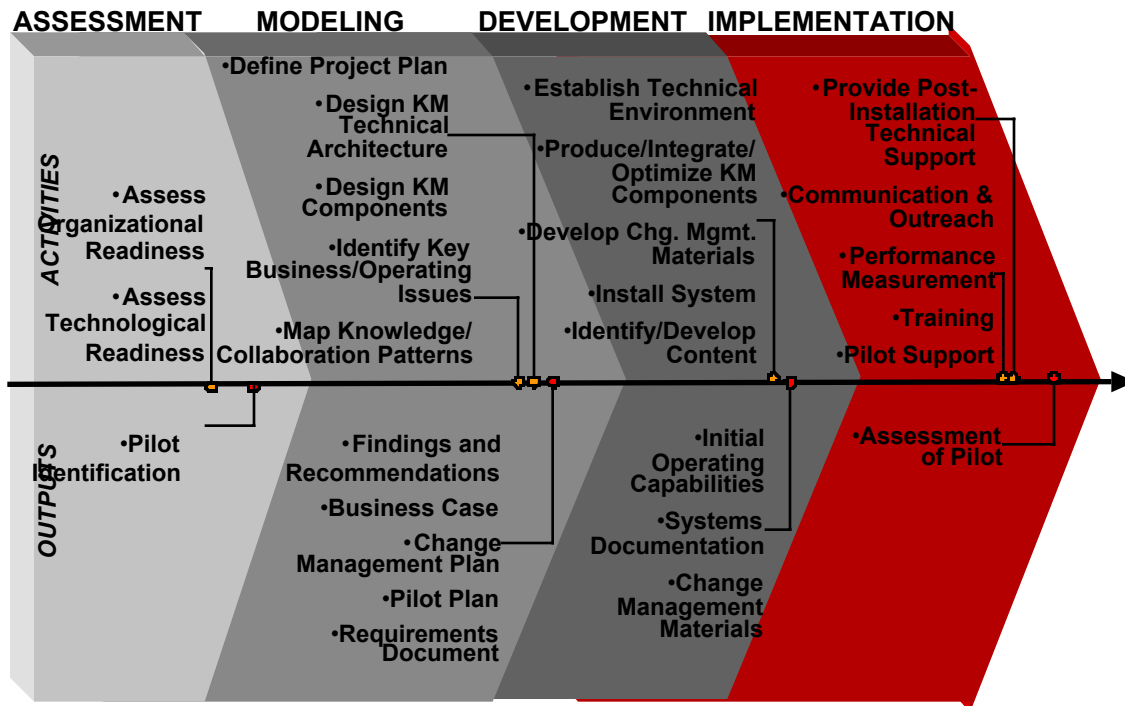 ASSESSMENT
MODELING
DEVELOPMENT
IMPLEMENTATION
ACTIVITIES
•Assess
Organizational
Readiness
•Assess
Technological
Readiness
•Define Project Plan
•Design KM
Technical
Architecture
•Design KM
Components
•Identify Key
Business/Operating
Issues
•Map Knowledge/
Collaboration Patterns
•Establish Technical
Environment
•Produce/Integrate/
Optimize KM
Components
•Develop Chg. Mgmt.
Materials
•Install System
•Identify/Develop
Content
•Provide Post-
Installation
Technical
Support
•Communication &
Outreach
•Performance
Measurement
•Training
•Pilot Support
OUTPUTS
•Pilot
Identification
•Findings and
Recommendations
•Business Case
•Change
Management Plan
•Pilot Plan
•Requirements
Document
•Initial
Operating
Capabilities
•Systems
Documentation
•Change
Management
Materials
•Assessment
of Pilot